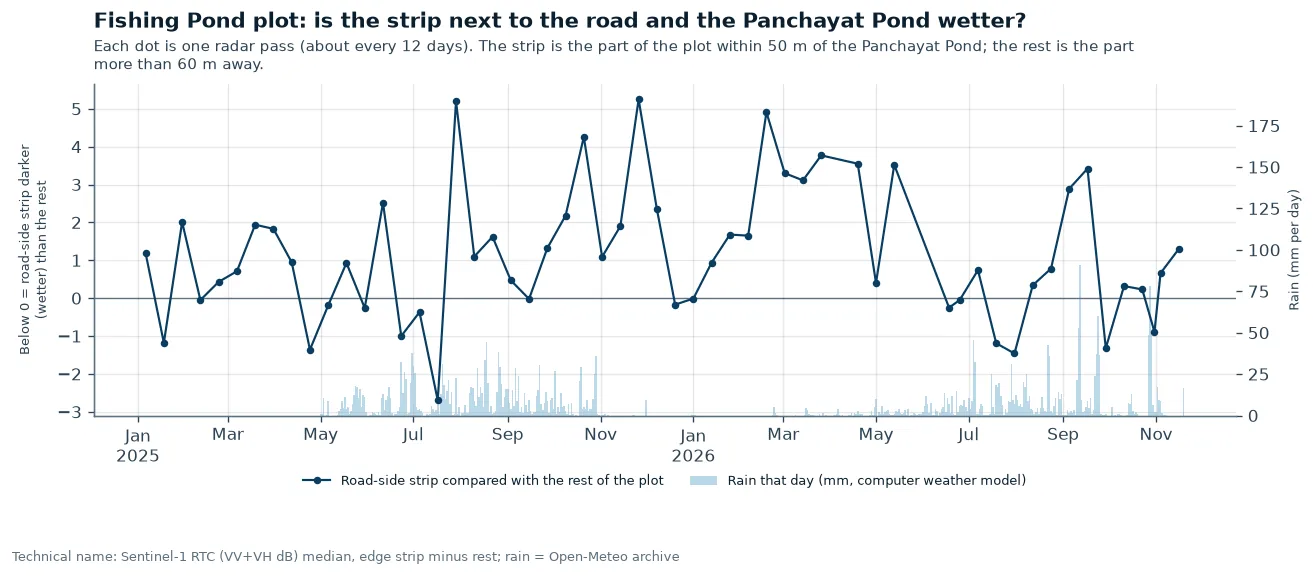 Fishing Pond plot: is the strip next to the road and the Panchayat Pond wetter?
Each dot is one radar pass (about every 12 days). The strip is the part of the plot within 50 m of the Panchayat Pond; the rest is the part
more than 60 m away.
Below 0 = road-side strip darker
(wetter) than the rest
5
4
3
2
1
0
−1
−2
−3
175
150
125
100
75
50
25
0
Rain (mm per day)
Jan
2025
Mar
May
Jul
Sep
Nov
Jan
2026
Mar
May
Jul
Sep
Nov
Road-side strip compared with the rest of the plot
Rain that day (mm, computer weather model)
Technical name: Sentinel-1 RTC (VV+VH dB) median, edge strip minus rest; rain = Open-Meteo archive